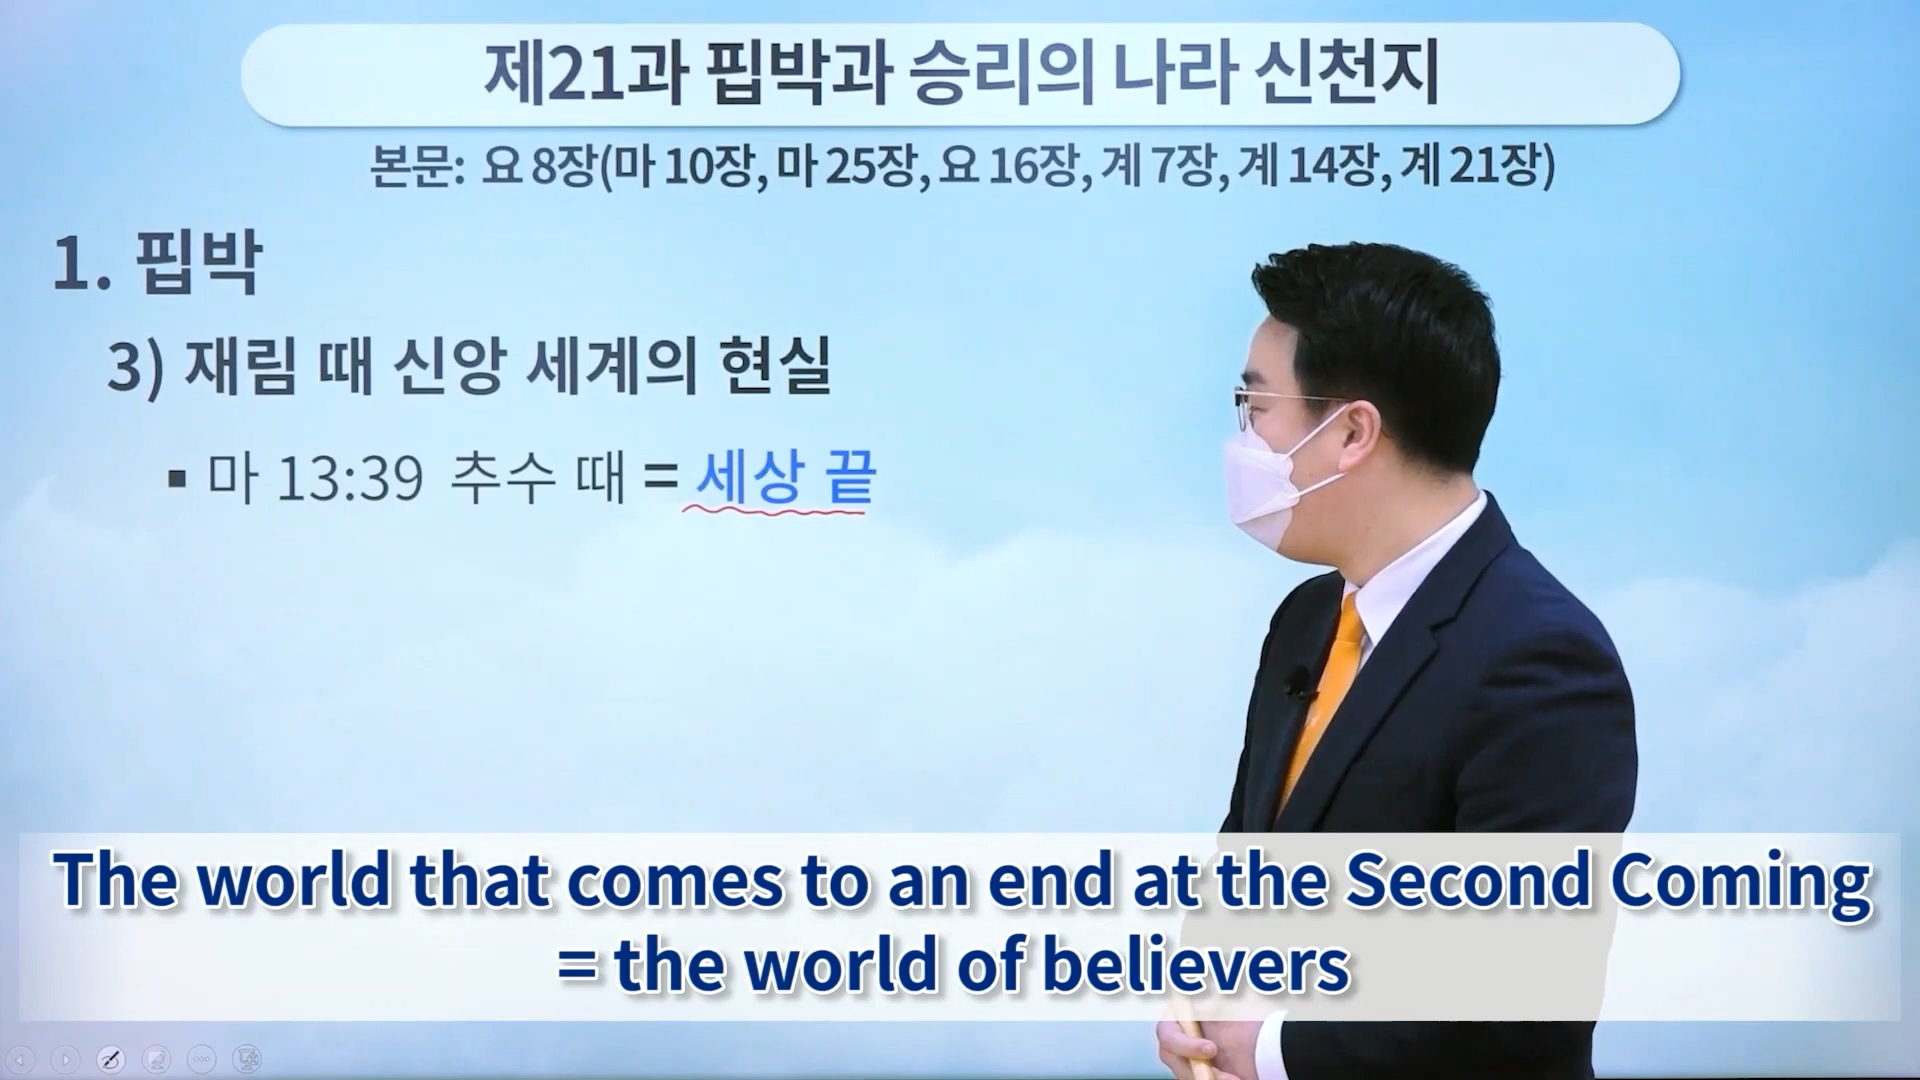 제21과 핍박과 승리의 나라 신천지
본문: 요 8장(마 10장, 마 25장, 요 16장, 계 7장, 계 14장, 계 21장)
1. 핍박
3) 재림 때 신앙 세계의 현실
▪ 마 13:39 추수 때 = 세상 끝
The world that comes to an end at the Second Coming
= the world of believers